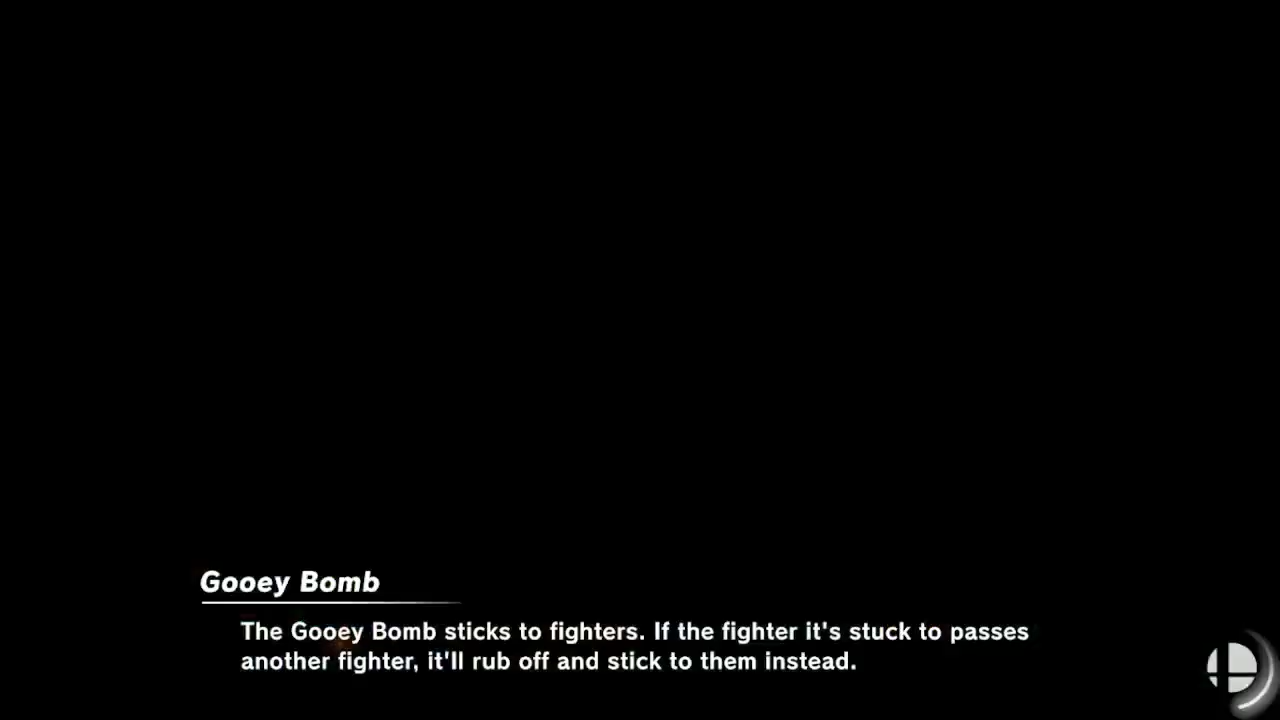 Gooey Bomb
The Gooey Bomb sticks to fighters. If the fighter it's stuck to passes
another fighter, it'll rub off and stick to them instead.